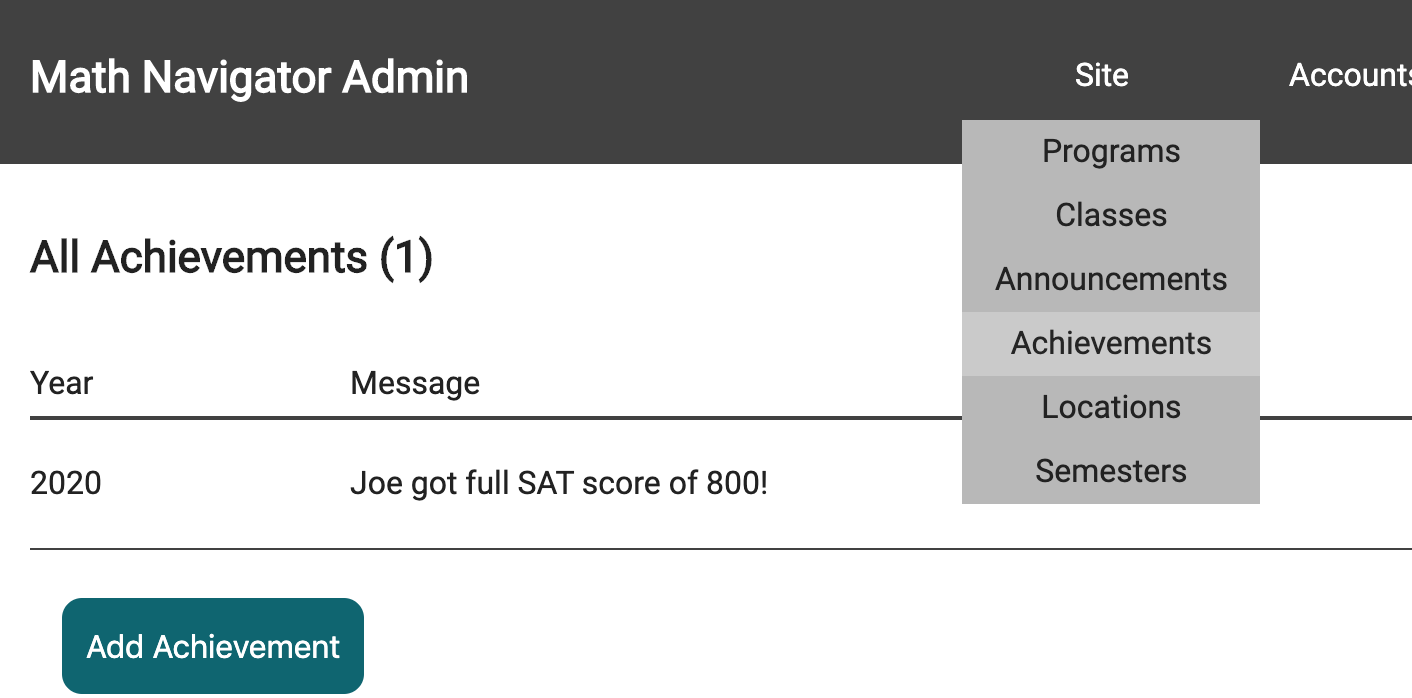 Math Navigator Admin
Site
Accounts
Programs
Classes
Announcements
Achievements
Locations
Semesters
All Achievements (1)
Year
Message
2020
Joe got full SAT score of 800!
Add Achievement